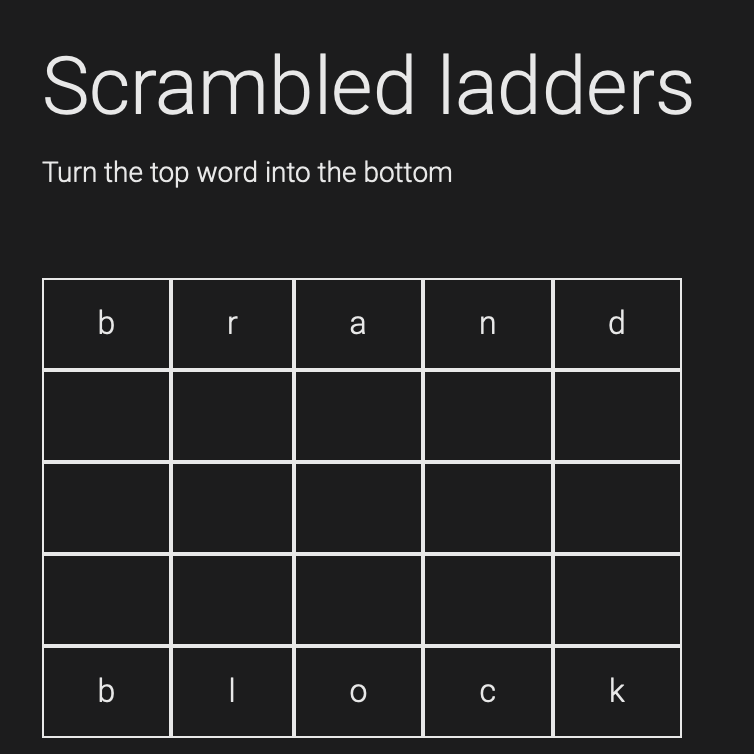 Scrambled ladders
Turn the top word into the bottom
b r a n d
b l o c k